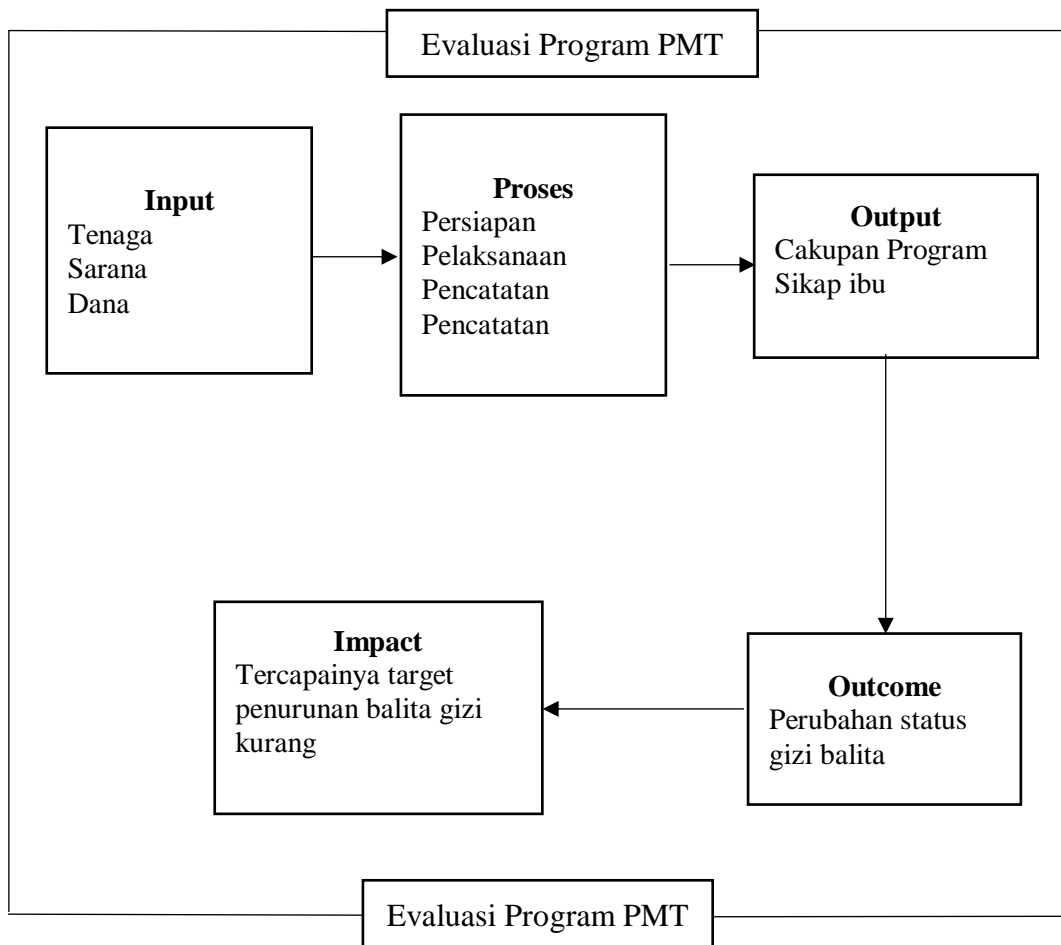 Evaluasi Program PMT
Input
Tenaga
Sarana
Dana
Proses
Persiapan
Pelaksanaan
Pencatatan
Pencatatan
Output
Cakupan Program
Sikap ibu
Impact
Tercapainya target
penurunan balita gizi
kurang
Outcome
Perubahan status
gizi balita
Evaluasi Program PMT